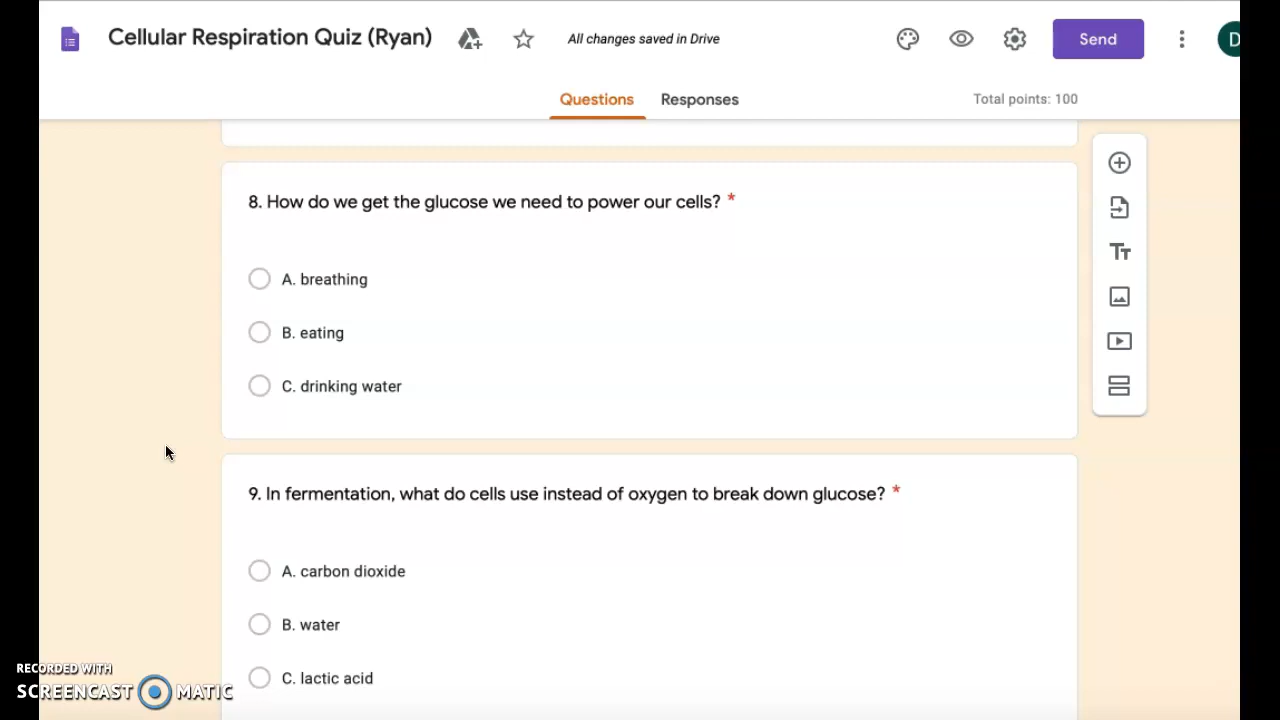 Cellular Respiration Quiz (Ryan)
All changes saved in Drive
Send
D
Questions
Responses
Total points: 100
8. How do we get the glucose we need to power our cells? *
A. breathing
B. eating
C. drinking water
9. In fermentation, what do cells use instead of oxygen to break down glucose? *
A. carbon dioxide
B. water
C. lactic acid
RECORDED WITH
SCREENCAST MATIC
Tт